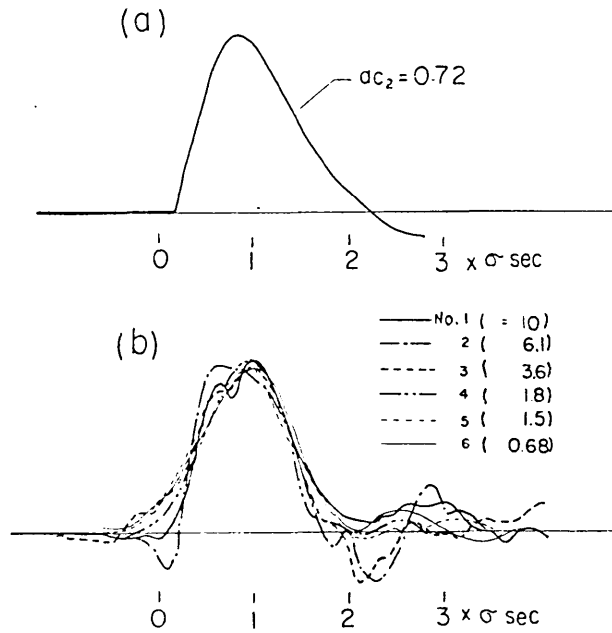 (a)
ac₂=0.72
0 1 2 3 × σ sec
(b)
No. 1 ( = 10)
2 ( 6.1)
3 ( 3.6)
4 ( 1.8)
5 ( 1.5)
6 ( 0.68)
0 1 2 3 × σ sec